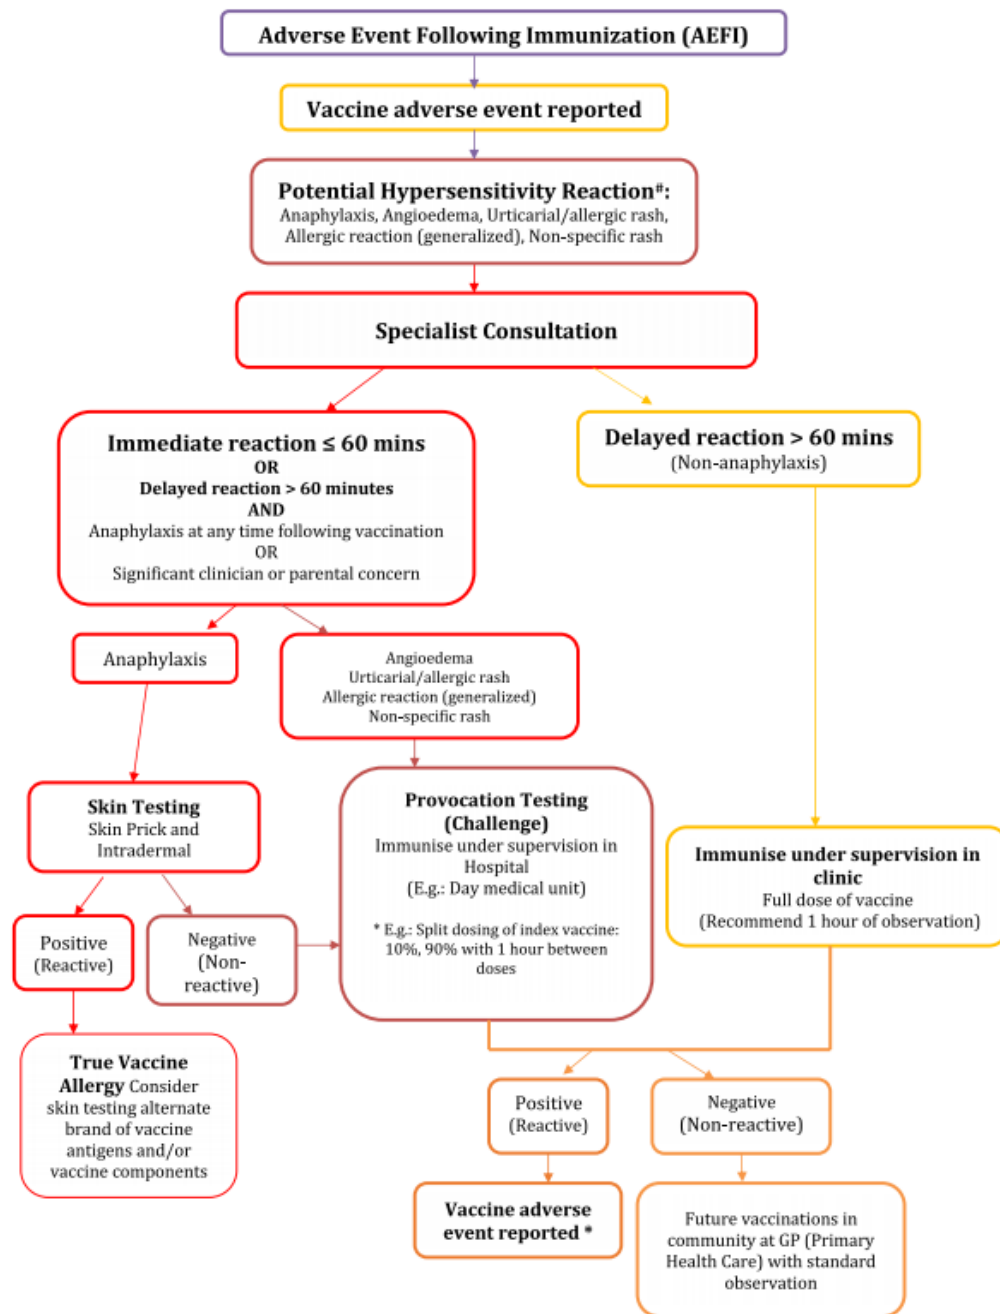 Adverse Event Following Immunization (AEFI)
Vaccine adverse event reported
Potential Hypersensitivity Reaction#:
Anaphylaxis, Angioedema, Urticarial/allergic rash,
Allergic reaction (generalized), Non-specific rash
Specialist Consultation
Immediate reaction ≤ 60 mins
OR
Delayed reaction > 60 minutes
AND
Anaphylaxis at any time following vaccination
OR
Significant clinician or parental concern
Delayed reaction > 60 mins
(Non-anaphylaxis)
Anaphylaxis
Angioedema
Urticarial/allergic rash
Allergic reaction (generalized)
Non-specific rash
Skin Testing
Skin Prick and
Intradermal
Provocation Testing
(Challenge)
Immunise under supervision in
Hospital
(E.g.: Day medical unit)
* E.g.: Split dosing of index vaccine:
10%, 90% with 1 hour between
doses
Immunise under supervision in
clinic
Full dose of vaccine
(Recommend 1 hour of observation)
Positive
(Reactive)
Negative
(Non-
reactive)
True Vaccine
Allergy Consider
skin testing alternate
brand of vaccine
antigens and/or
vaccine components
Positive
(Reactive)
Negative
(Non-reactive)
Vaccine adverse
event reported *
Future vaccinations in
community at GP (Primary
Health Care) with standard
observation